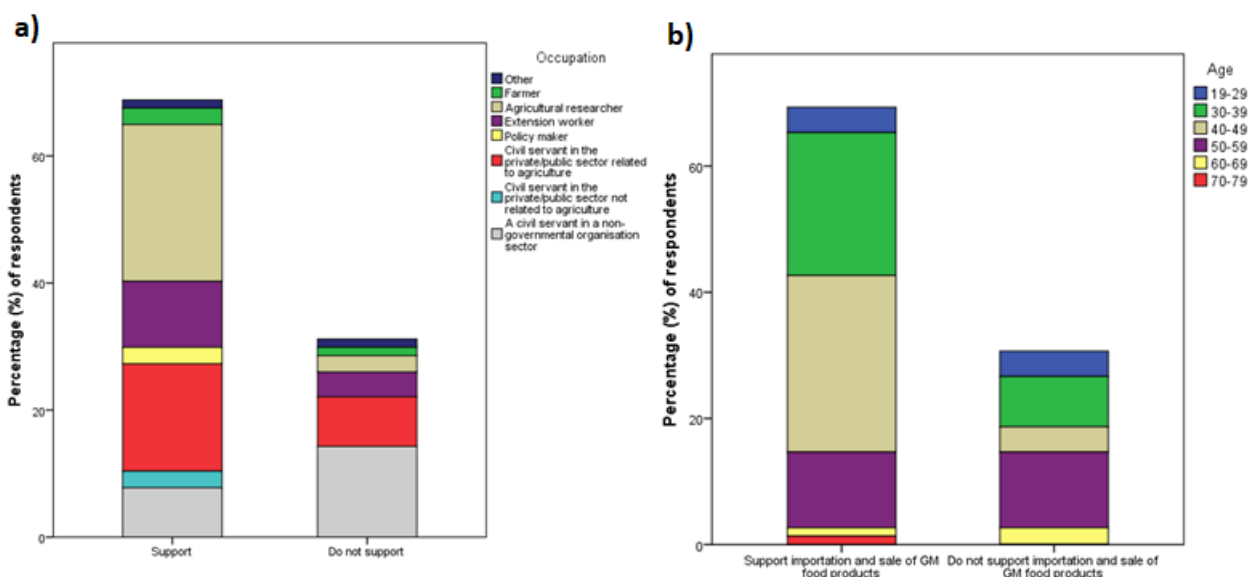 a)
Percentage (%) of respondents
60
40
20
0
Support
Do not support
Occupation
Other
Farmer
Agricultural researcher
Extension worker
Policy maker
Civil servant in the
private/public sector related
to agriculture
Civil servant in the
private/public sector not
related to agriculture
A civil servant in a non-
governmental organisation
sector
b)
Percentage (%) of respondents
60
40
20
0
Support importation and sale of GM
food products
Do not support importation and sale of
GM food products
Age
19-29
30-39
40-49
50-59
60-69
70-79